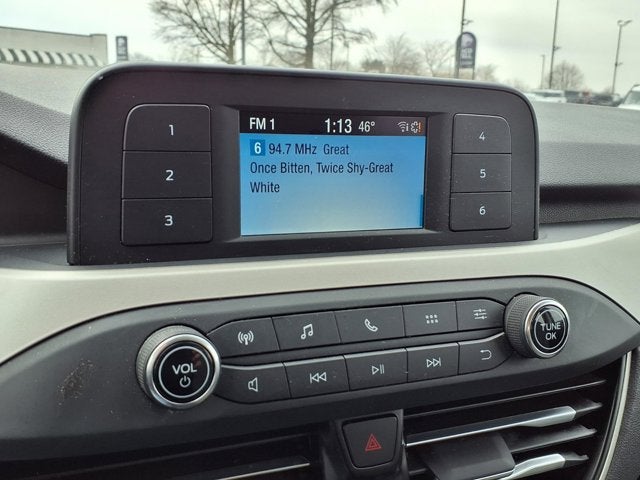 FM 1 1:13 46°
6 94.7 MHz Great
Once Bitten, Twice Shy-Great
White
1
2
3
4
5
6
VOL
TUNE
OK